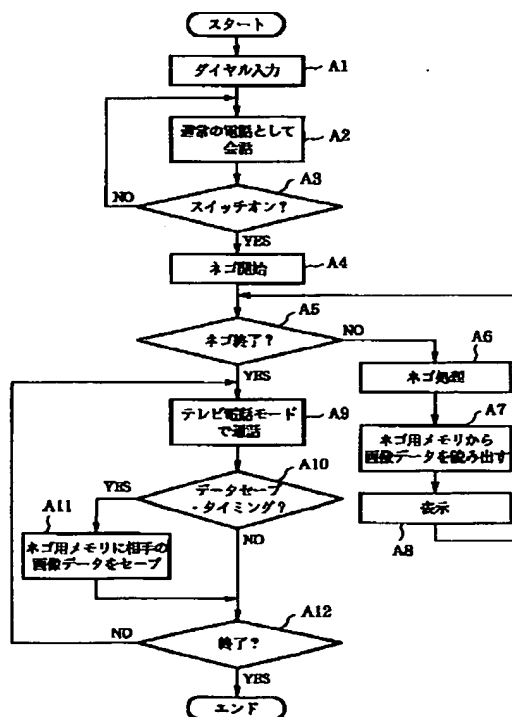 スタート
ダイヤル入力
A1
通常の電話として
会話
A2
A3
スイッチオン?
NO
YES
ネゴ開始
A4
A5
ネゴ終了?
NO
YES
A6
ネゴ処理
A7
ネゴ用メモリから
画像データを読み出す
表示
A8
テレビ電話モード
で通話
A9
A10
データセーブ
・タイミング?
YES
NO
A11
ネゴ用メモリに相手の
画像データをセーブ
A12
終了?
NO
YES
エンド